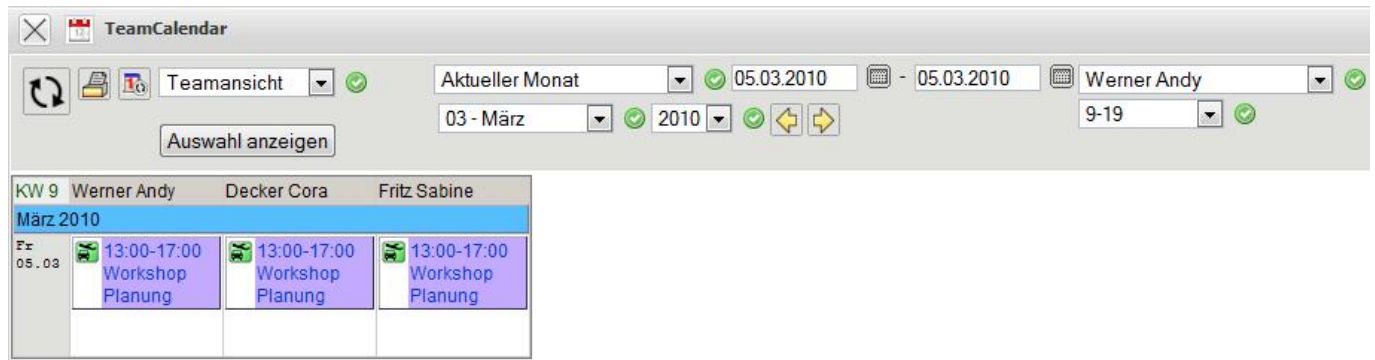 TeamCalendar
Teamansicht
Aktueller Monat
05.03.2010 - 05.03.2010
Werner Andy
03 - März
2010
9-19
Auswahl anzeigen
KW 9 Werner Andy Decker Cora Fritz Sabine
März 2010
Fr
05.03
13:00-17:00
Workshop
Planung
13:00-17:00
Workshop
Planung
13:00-17:00
Workshop
Planung